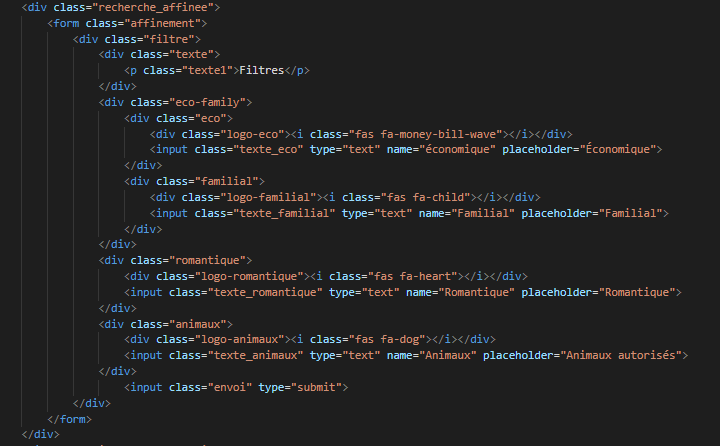 <div class="recherche_affinee">
<form class="affinement">
<div class="filtre">
<div class="texte">
<p class="texte1">Filtres</p>
</div>
<div class="eco-family">
<div class="eco">
<div class="logo-eco"><i class="fas fa-money-bill-wave"></i></div>
<input class="texte_eco" type="text" name="économique" placeholder="Économique">
</div>
<div class="familial">
<div class="logo-familial"><i class="fas fa-child"></i></div>
<input class="texte_familial" type="text" name="Familial" placeholder="Familial">
</div>
</div>
<div class="romantique">
<div class="logo-romantique"><i class="fas fa-heart"></i></div>
<input class="texte_romantique" type="text" name="Romantique" placeholder="Romantique">
</div>
<div class="animaux">
<div class="logo-animaux"><i class="fas fa-dog"></i></div>
<input class="texte_animaux" type="text" name="Animaux" placeholder="Animaux autorisés">
</div>
<input class="envoi" type="submit">
</div>
</form>
</div>